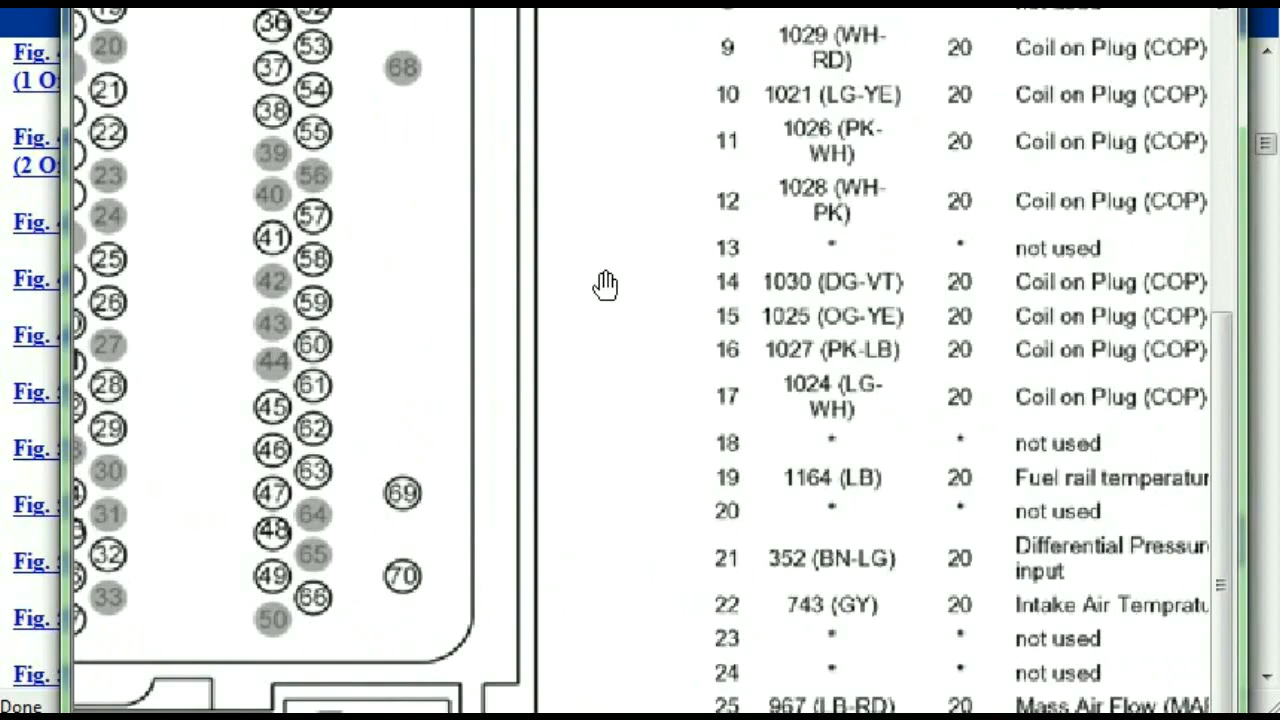 Fig.
(1 O
Fig.
(2 O
Fig.
Fig.
Fig.
Fig.
Fig.
Fig.
Fig.
Fig.
Done
19
20
21
22
23
24
25
26
27
28
29
30
31
32
33
36
37
38
39
40
41
42
43
44
45
46
47
48
49
50
52
53
54
55
56
57
58
59
60
61
62
63
64
65
66
68
69
70
not used
9 1029 (WH- 20 Coil on Plug (COP)
RD)
10 1021 (LG-YE) 20 Coil on Plug (COP)
11 1026 (PK- 20 Coil on Plug (COP)
WH)
12 1028 (WH- 20 Coil on Plug (COP)
PK)
13 * * not used
14 1030 (DG-VT) 20 Coil on Plug (COP)
15 1025 (OG-YE) 20 Coil on Plug (COP)
16 1027 (PK-LB) 20 Coil on Plug (COP)
17 1024 (LG- 20 Coil on Plug (COP)
WH)
18 * * not used
19 1164 (LB) 20 Fuel rail temperatur
20 * * not used
21 352 (BN-LG) 20 Differential Pressur
input
22 743 (GY) 20 Intake Air Tempratu
23 * * not used
24 * * not used
25 967 (LB-RD) 20 Mass Air Flow (MAF